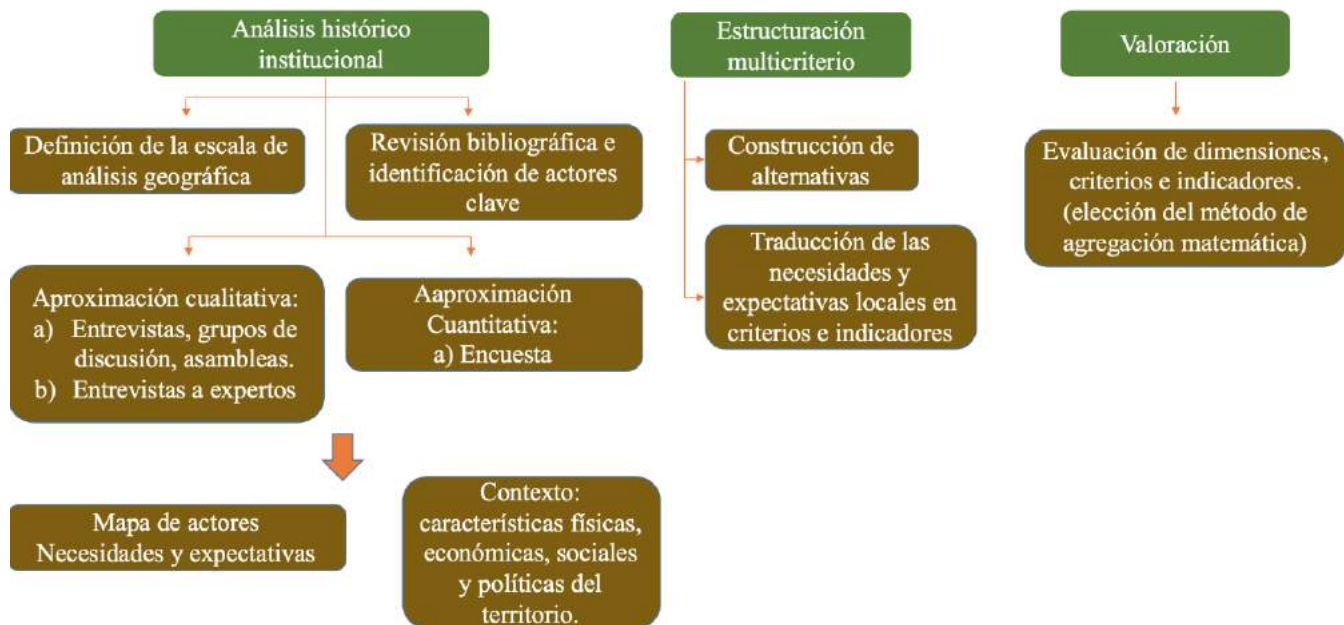 Análisis histórico
institucional
Definición de la escala de
análisis geográfica
Revisión bibliográfica e
identificación de actores
clave
Aproximación cualitativa:
a) Entrevistas, grupos de
discusión, asambleas.
b) Entrevistas a expertos
Aaproximación
Cuantitativa:
a) Encuesta
Mapa de actores
Necesidades y expectativas
Contexto:
características físicas,
económicas, sociales
y políticas del
territorio.
Estructuración
multicriterio
Construcción de
alternativas
Traducción de las
necesidades y
expectativas locales en
criterios e indicadores
Valoración
Evaluación de dimensiones,
criterios e indicadores.
(elección del método de
agregación matemática)